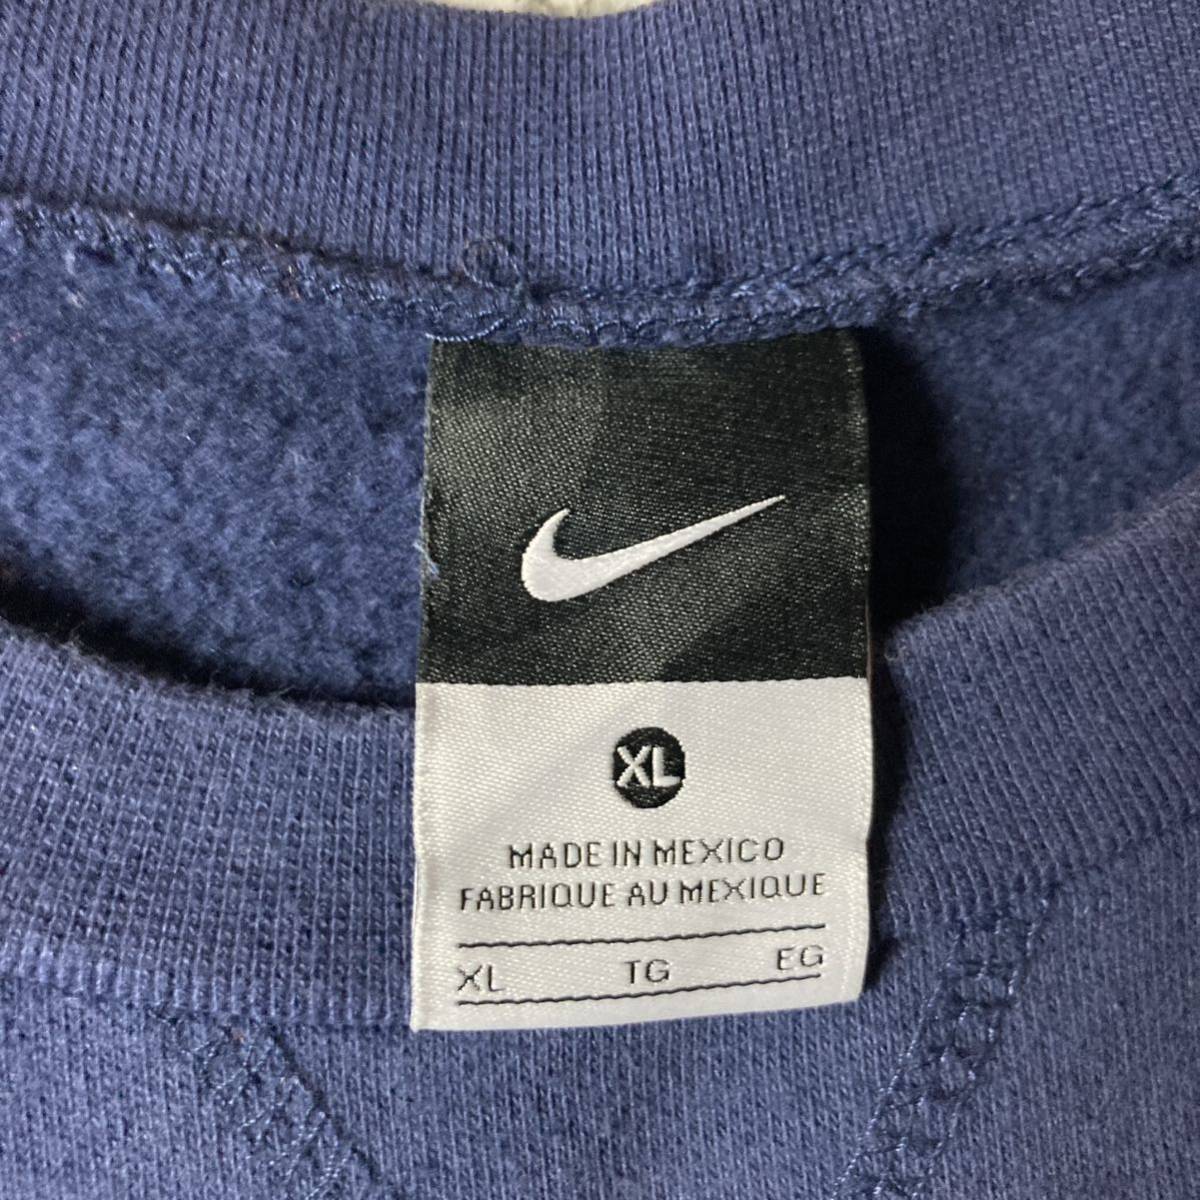 XL
MADE IN MEXICO
FABRIQUE AU MEXIQUE
XL TG EG